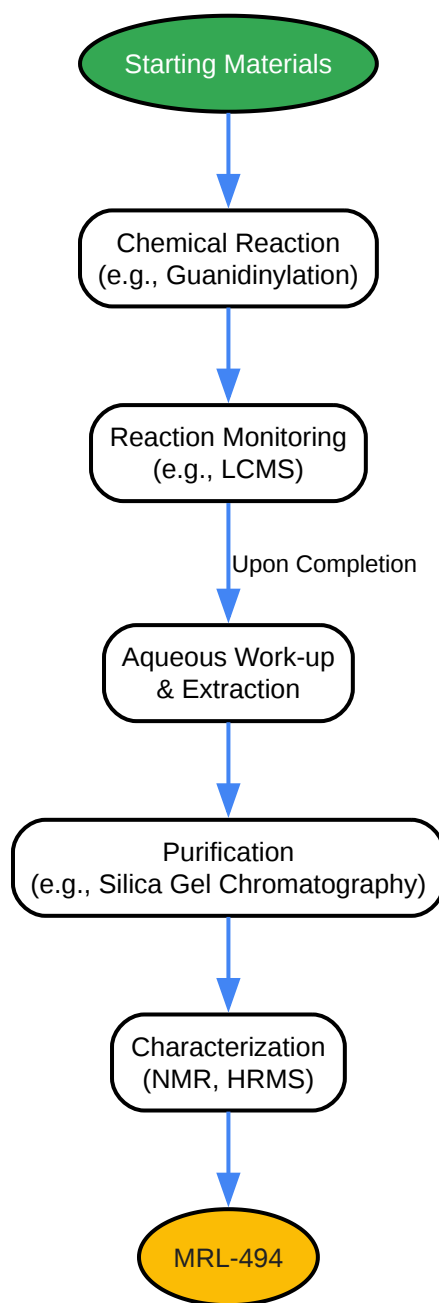 Starting Materials
Chemical Reaction
(e.g., Guanidinylation)
Reaction Monitoring
(e.g., LCMS)
Upon Completion
Aqueous Work-up
& Extraction
Purification
(e.g., Silica Gel Chromatography)
Characterization
(NMR, HRMS)
MRL-494